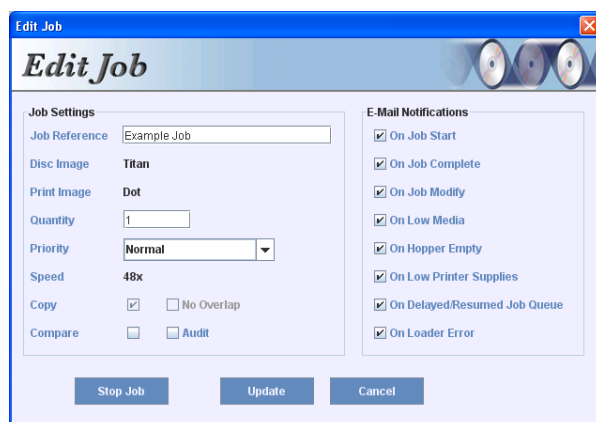 Edit Job
Edit Job
Job Settings
Job Reference Example Job
Disc Image Titan
Print Image Dot
Quantity 1
Priority Normal
Speed 48x
Copy No Overlap
Compare Audit
E-Mail Notifications
On Job Start
On Job Complete
On Job Modify
On Low Media
On Hopper Empty
On Low Printer Supplies
On Delayed/Resumed Job Queue
On Loader Error
Stop Job Update Cancel